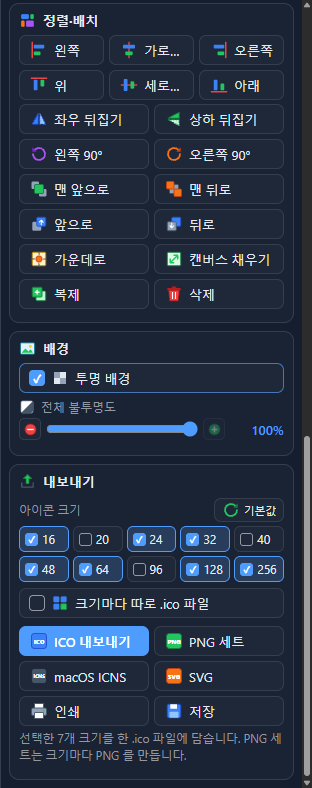 정렬·배치
왼쪽 가로... 오른쪽
위 세로... 아래
좌우 뒤집기 상하 뒤집기
왼쪽 90° 오른쪽 90°
맨 앞으로 맨 뒤로
앞으로 뒤로
가운데로 캔버스 채우기
복제 삭제
배경
투명 배경
전체 불투명도
100%
내보내기
아이콘 크기 기본값
16 20 24 32 40
48 64 96 128 256
크기마다 따로 .ico 파일
ICO ICO 내보내기 PNG PNG 세트
ICNS macOS ICNS SVG SVG
인쇄 저장
선택한 7개 크기를 한 .ico 파일에 담습니다. PNG 세
트는 크기마다 PNG 를 만듭니다.